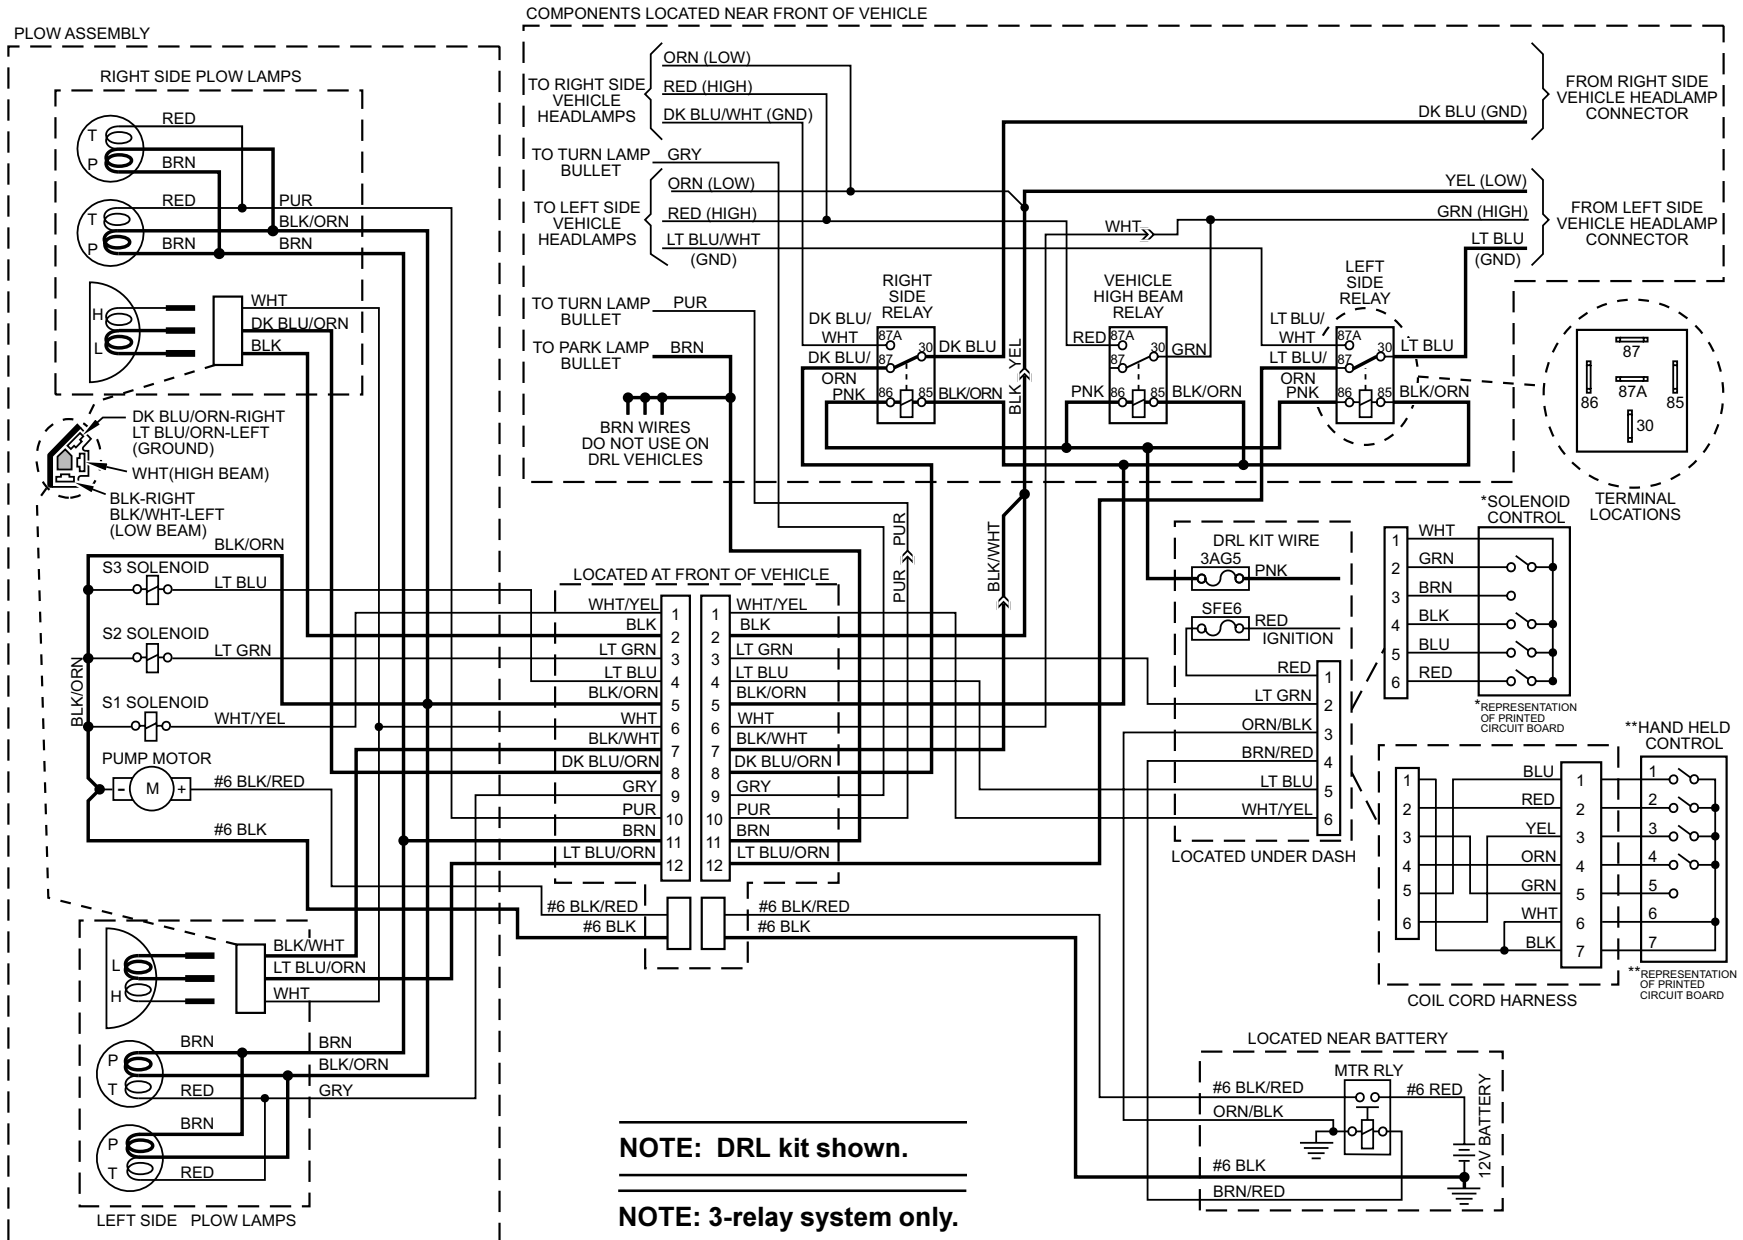 COMPONENTS LOCATED NEAR FRONT OF VEHICLE
PLOW ASSEMBLY
RIGHT SIDE PLOW LAMPS
RED
T
P
BRN
RED
PUR
T
BLK/ORN
P
BRN
BRN
WHT
H
DK BLU/ORN
L
BLK
DK BLU/ORN-RIGHT
LT BLU/ORN-LEFT
(GROUND)
WHT(HIGH BEAM)
BLK-RIGHT
BLK/WHT-LEFT
(LOW BEAM)
BLK/ORN
S3 SOLENOID
LT BLU
S2 SOLENOID
LT GRN
BLK/ORN
S1 SOLENOID
WHT/YEL
PUMP MOTOR
- M +
#6 BLK/RED
#6 BLK
BLK/WHT
L
LT BLU/ORN
H
WHT
BRN
BRN
P
BLK/ORN
T
RED
GRY
BRN
P
T
RED
LEFT SIDE PLOW LAMPS
TO RIGHT SIDE
VEHICLE
HEADLAMPS
ORN (LOW)
RED (HIGH)
DK BLU/WHT (GND)
TO TURN LAMP
BULLET
GRY
TO LEFT SIDE
VEHICLE
HEADLAMPS
ORN (LOW)
RED (HIGH)
LT BLU/WHT
(GND)
TO TURN LAMP
BULLET
PUR
TO PARK LAMP
BULLET
BRN
BRN WIRES
DO NOT USE ON
DRL VEHICLES
FROM RIGHT SIDE
VEHICLE HEADLAMP
CONNECTOR
DK BLU (GND)
FROM LEFT SIDE
VEHICLE HEADLAMP
CONNECTOR
YEL (LOW)
GRN (HIGH)
LT BLU
(GND)
WHT
RIGHT
SIDE
RELAY
DK BLU/
WHT
87A
DK BLU/
ORN
87
30
DK BLU
PNK
86
85
BLK/ORN
YEL
BLK
VEHICLE
HIGH BEAM
RELAY
RED
87A
87
30
GRN
PNK
86
85
BLK/ORN
LEFT
SIDE
RELAY
LT BLU/
WHT
87A
LT BLU/
ORN
87
30
LT BLU
PNK
86
85
BLK/ORN
87
87A
86
85
30
TERMINAL
LOCATIONS
PUR
PUR
BLK/WHT
LOCATED AT FRONT OF VEHICLE
WHT/YEL 1 1 WHT/YEL
BLK 2 2 BLK
LT GRN 3 3 LT GRN
LT BLU 4 4 LT BLU
BLK/ORN 5 5 BLK/ORN
WHT 6 6 WHT
BLK/WHT 7 7 BLK/WHT
DK BLU/ORN 8 8 DK BLU/ORN
GRY 9 9 GRY
PUR 10 10 PUR
BRN 11 11 BRN
LT BLU/ORN 12 12 LT BLU/ORN
#6 BLK/RED #6 BLK/RED
#6 BLK #6 BLK
DRL KIT WIRE
3AG5
PNK
SFE6
RED
IGNITION
RED 1
LT GRN 2
ORN/BLK 3
BRN/RED 4
LT BLU 5
WHT/YEL 6
LOCATED UNDER DASH
*SOLENOID
CONTROL
1 WHT
2 GRN
3 BRN
4 BLK
5 BLU
6 RED
*REPRESENTATION
OF PRINTED
CIRCUIT BOARD
**HAND HELD
CONTROL
1 BLU 1 1
2 RED 2 2
3 YEL 3 3
4 ORN 4 4
5 GRN 5 5
6 WHT 6 6
BLK 7 7
**REPRESENTATION
OF PRINTED
CIRCUIT BOARD
COIL CORD HARNESS
LOCATED NEAR BATTERY
MTR RLY
#6 BLK/RED
#6 RED
ORN/BLK
12V BATTERY
#6 BLK
BRN/RED
NOTE: DRL kit shown.
NOTE: 3-relay system only.